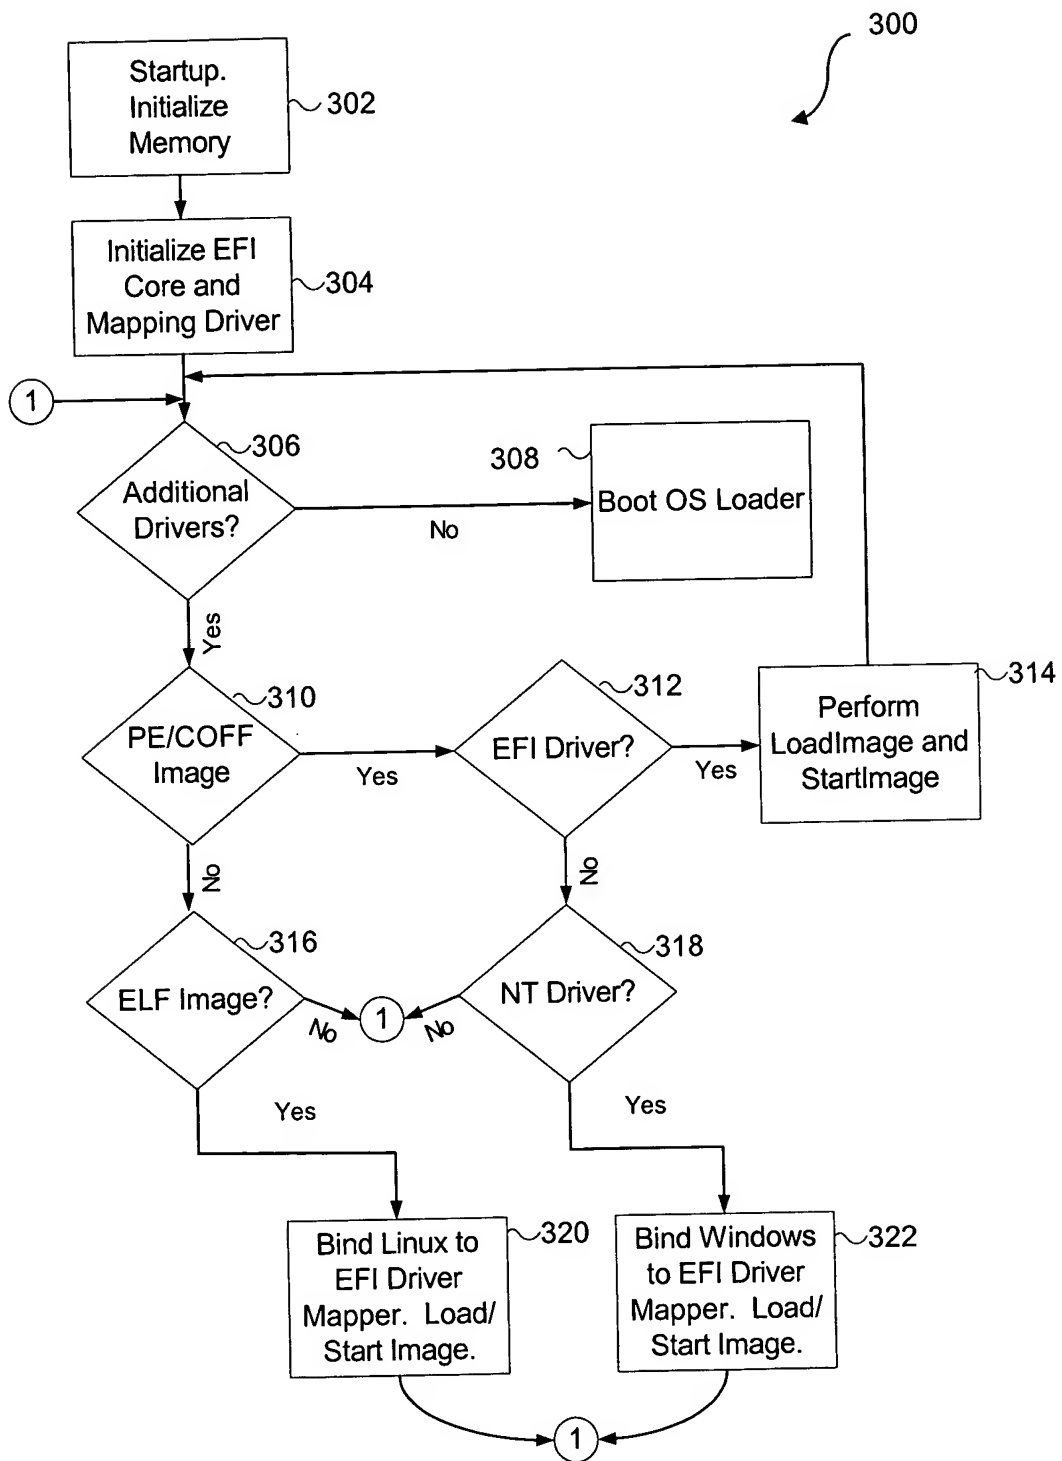 300
Startup.
Initialize
Memory
302
Initialize EFI
Core and
Mapping Driver
304
1
306
Additional
Drivers?
No
308
Boot OS Loader
Yes
310
PE/COFF
Image
Yes
312
EFI Driver?
Yes
314
Perform
LoadImage and
StartImage
No
No
316
ELF Image?
No
1
318
NT Driver?
No
Yes
Yes
Bind Linux to
EFI Driver
Mapper. Load/
Start Image.
320
Bind Windows
to EFI Driver
Mapper. Load/
Start Image.
322
1